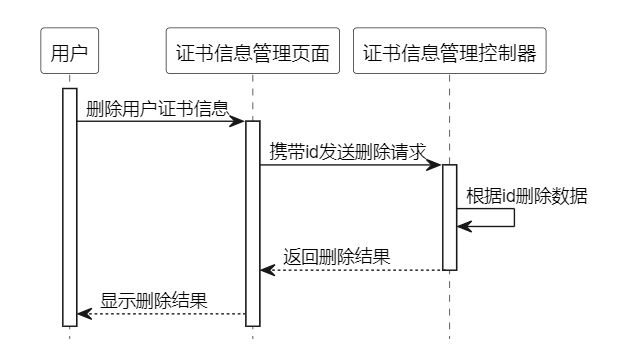 用户
证书信息管理页面
证书信息管理控制器
删除用户证书信息
携带id发送删除请求
根据id删除数据
返回删除结果
显示删除结果